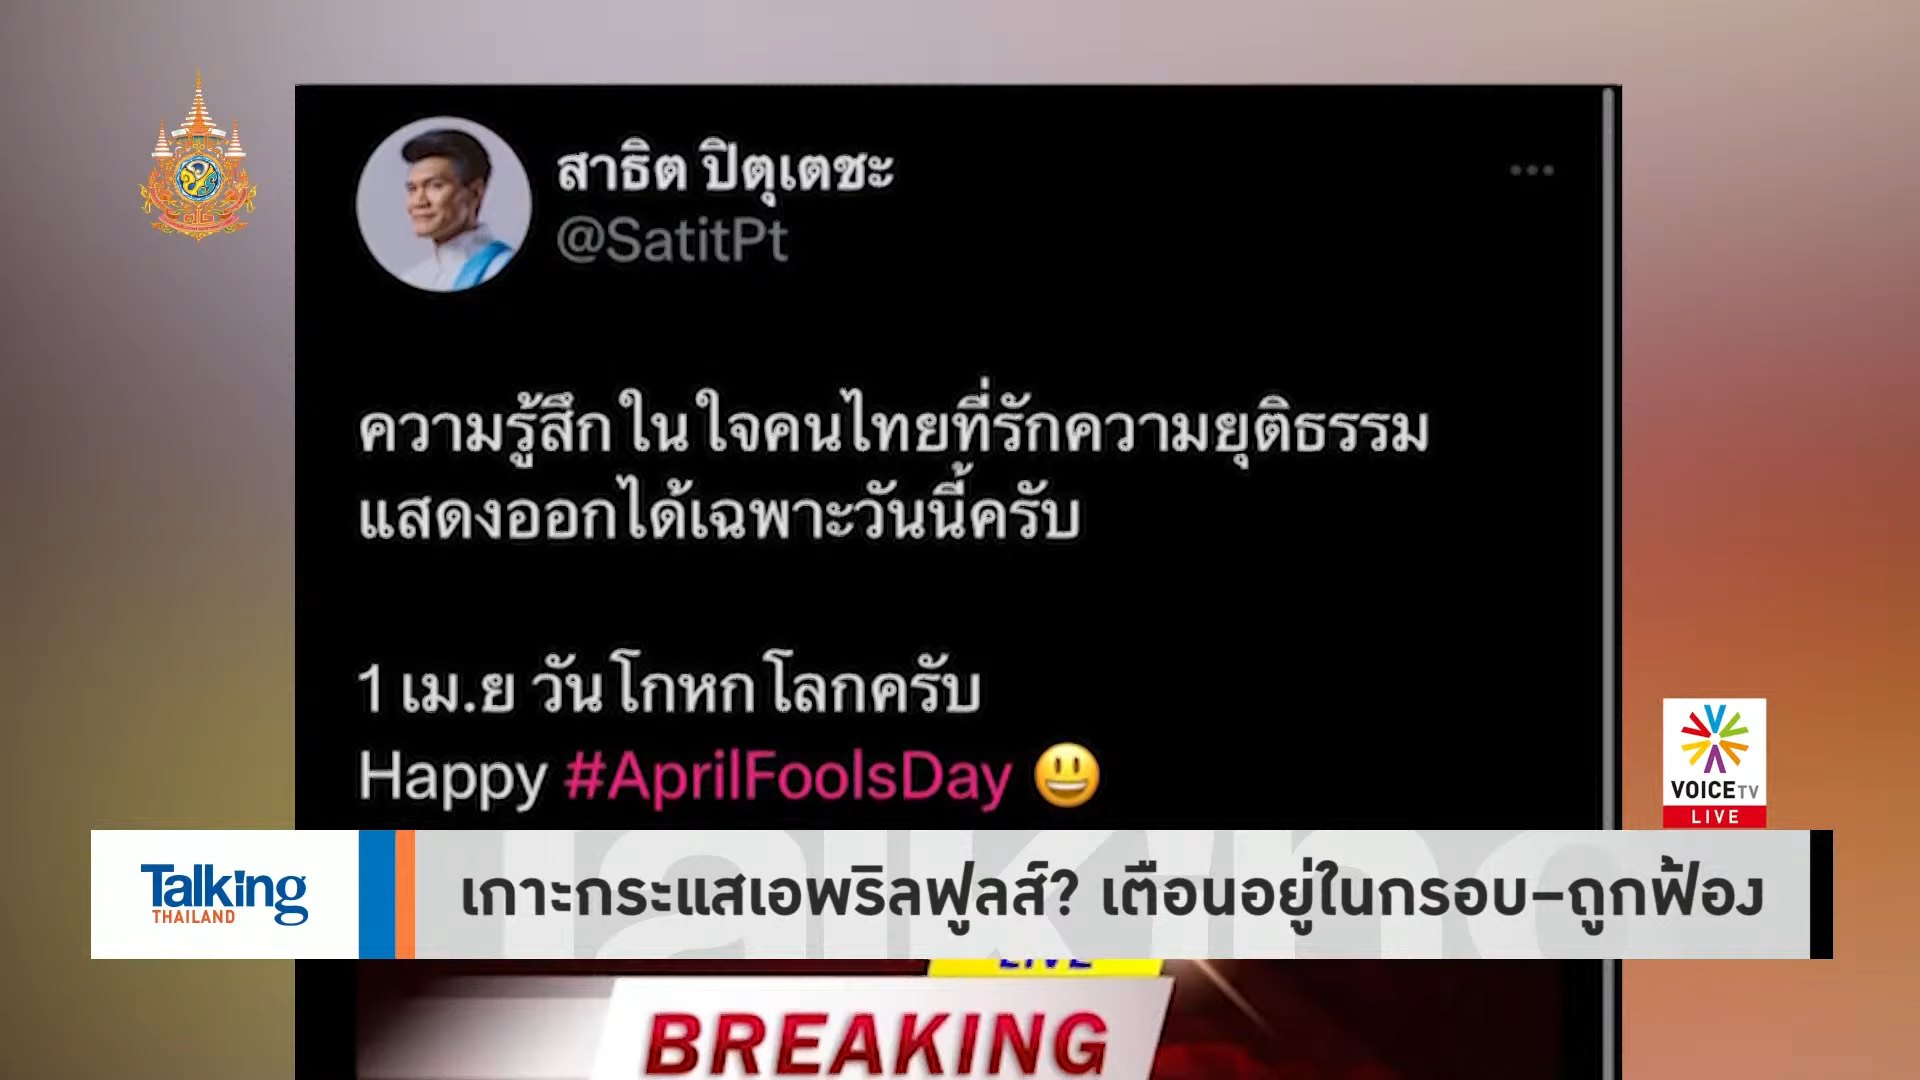 สาธิต ปิตุเตชะ
@SatitPt
ความรู้สึกในใจคนไทยที่รักความยุติธรรม
แสดงออกได้เฉพาะวันนี้ครับ
1 เม.ย วันโกหกโลกครับ
Happy #AprilFoolsDay 😃
VOICE TV
LIVE
Talking
THAILAND
เกาะกระแสเอพริลฟูลส์? เตือนอยู่ในกรอบ–ถูกฟ้อง
LIVE
BREAKING